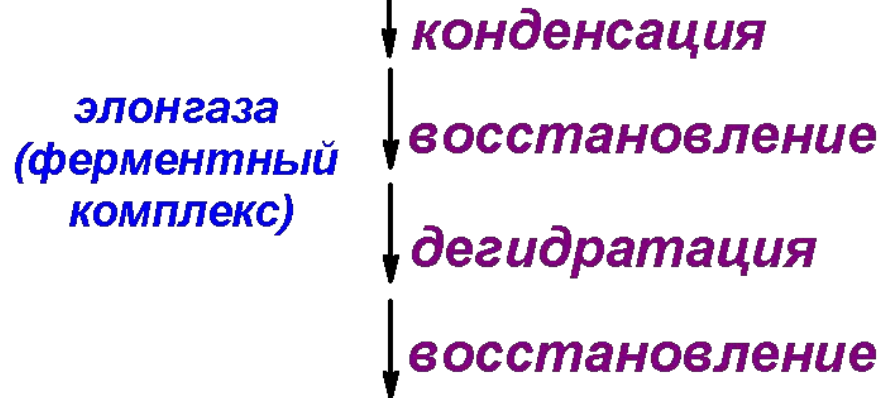 конденсация
элонгаза
(ферментный
комплекс)
восстановление
дегидратация
восстановление